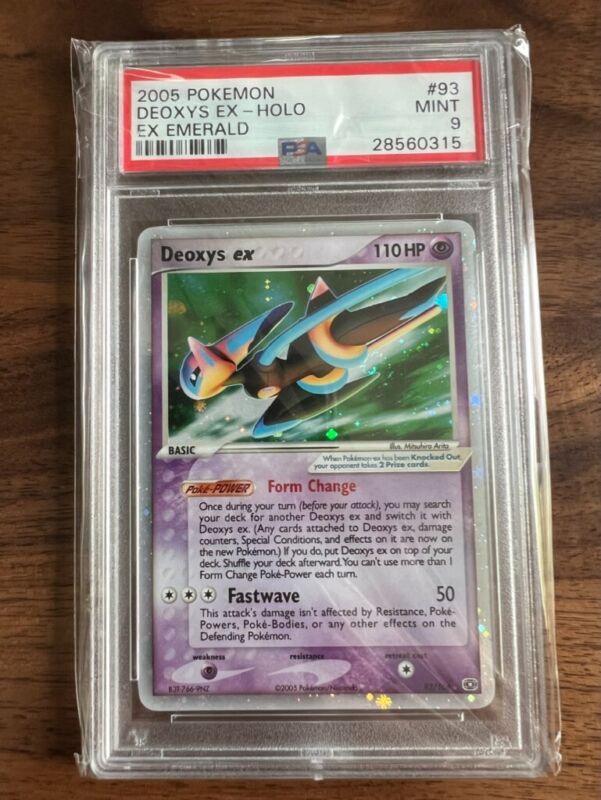 2005 POKEMON #93
DEOXYS EX-HOLO MINT
EX EMERALD 9
PSA 28560315
Deoxys ex 110 HP
BASIC
Illus. Mitsuhiro Arita
When Pokémon-ex has been Knocked Out,
your opponent takes 2 Prize cards.
Poké-POWER Form Change
Once during your turn (before your attack), you may search
your deck for another Deoxys ex and switch it with
Deoxys ex. (Any cards attached to Deoxys ex, damage
counters, Special Conditions, and effects on it are now on
the new Pokémon.) If you do, put Deoxys ex on top of your
deck. Shuffle your deck afterward. You can't use more than 1
Form Change Poké-Power each turn.
Fastwave 50
This attack's damage isn't affected by Resistance, Poké-
Powers, Poké-Bodies, or any other effects on the
Defending Pokémon.
weakness resistance retreat cost
©2005 Pokémon/Nintendo